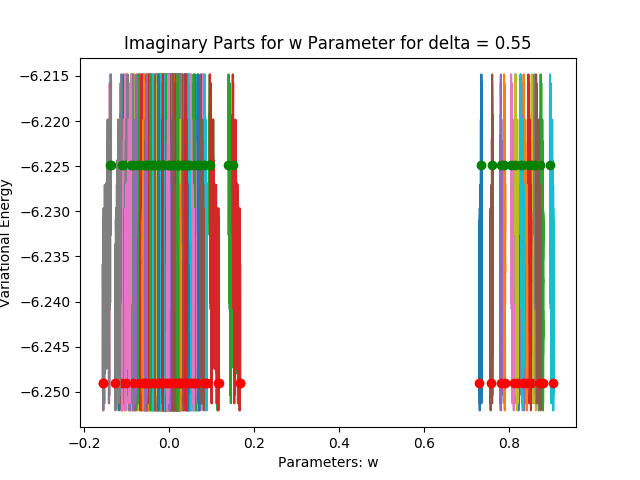 Imaginary Parts for w Parameter for delta = 0.55
Variational Energy
−6.215
−6.220
−6.225
−6.230
−6.235
−6.240
−6.245
−6.250
−0.2 0.0 0.2 0.4 0.6 0.8
Parameters: w